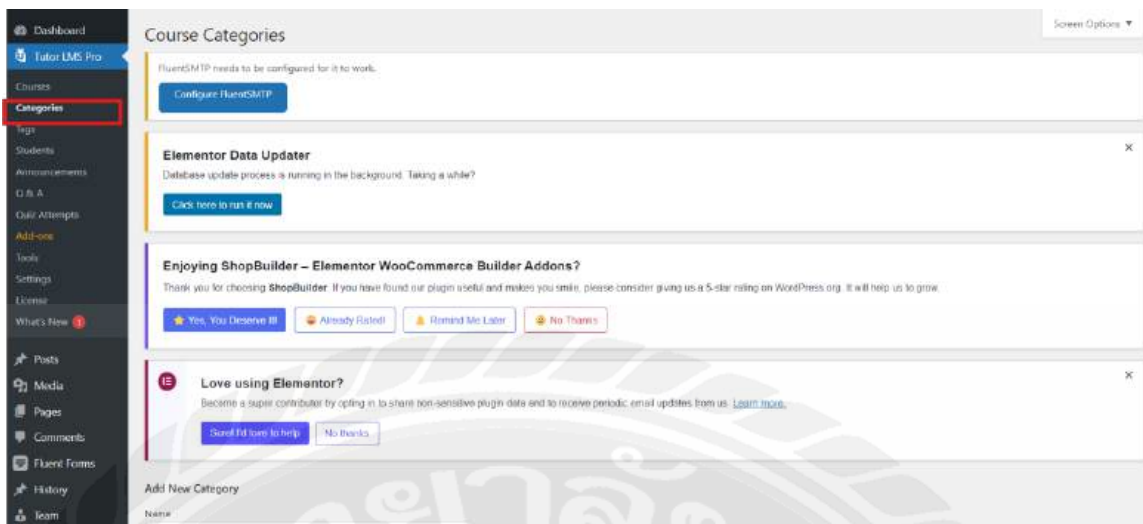 Screen Options ▼
Dashboard
Tutor LMS Pro
Courses
Categories
Tags
Students
Announcements
Q & A
Quiz Attempts
Add-ons
Tools
Settings
License
What's New 1
Posts
Media
Pages
Comments
Fluent Forms
History
Team
Course Categories
FluentSMTP needs to be configured for it to work.
Configure FluentSMTP
Elementor Data Updater
Database update process is running in the background. Taking a while?
Click here to run it now
Enjoying ShopBuilder – Elementor WooCommerce Builder Addons?
Thank you for choosing ShopBuilder. If you have found our plugin useful and makes you smile, please consider giving us a 5-star rating on WordPress.org. It will help us to grow.
Yes, You Deserve It!
Already Rated!
Remind Me Later
No Thanks
Love using Elementor?
Become a super contributor by opting in to share non-sensitive plugin data and to receive periodic email updates from us. Learn more.
Sure! I'd love to help
No thanks
Add New Category
Name